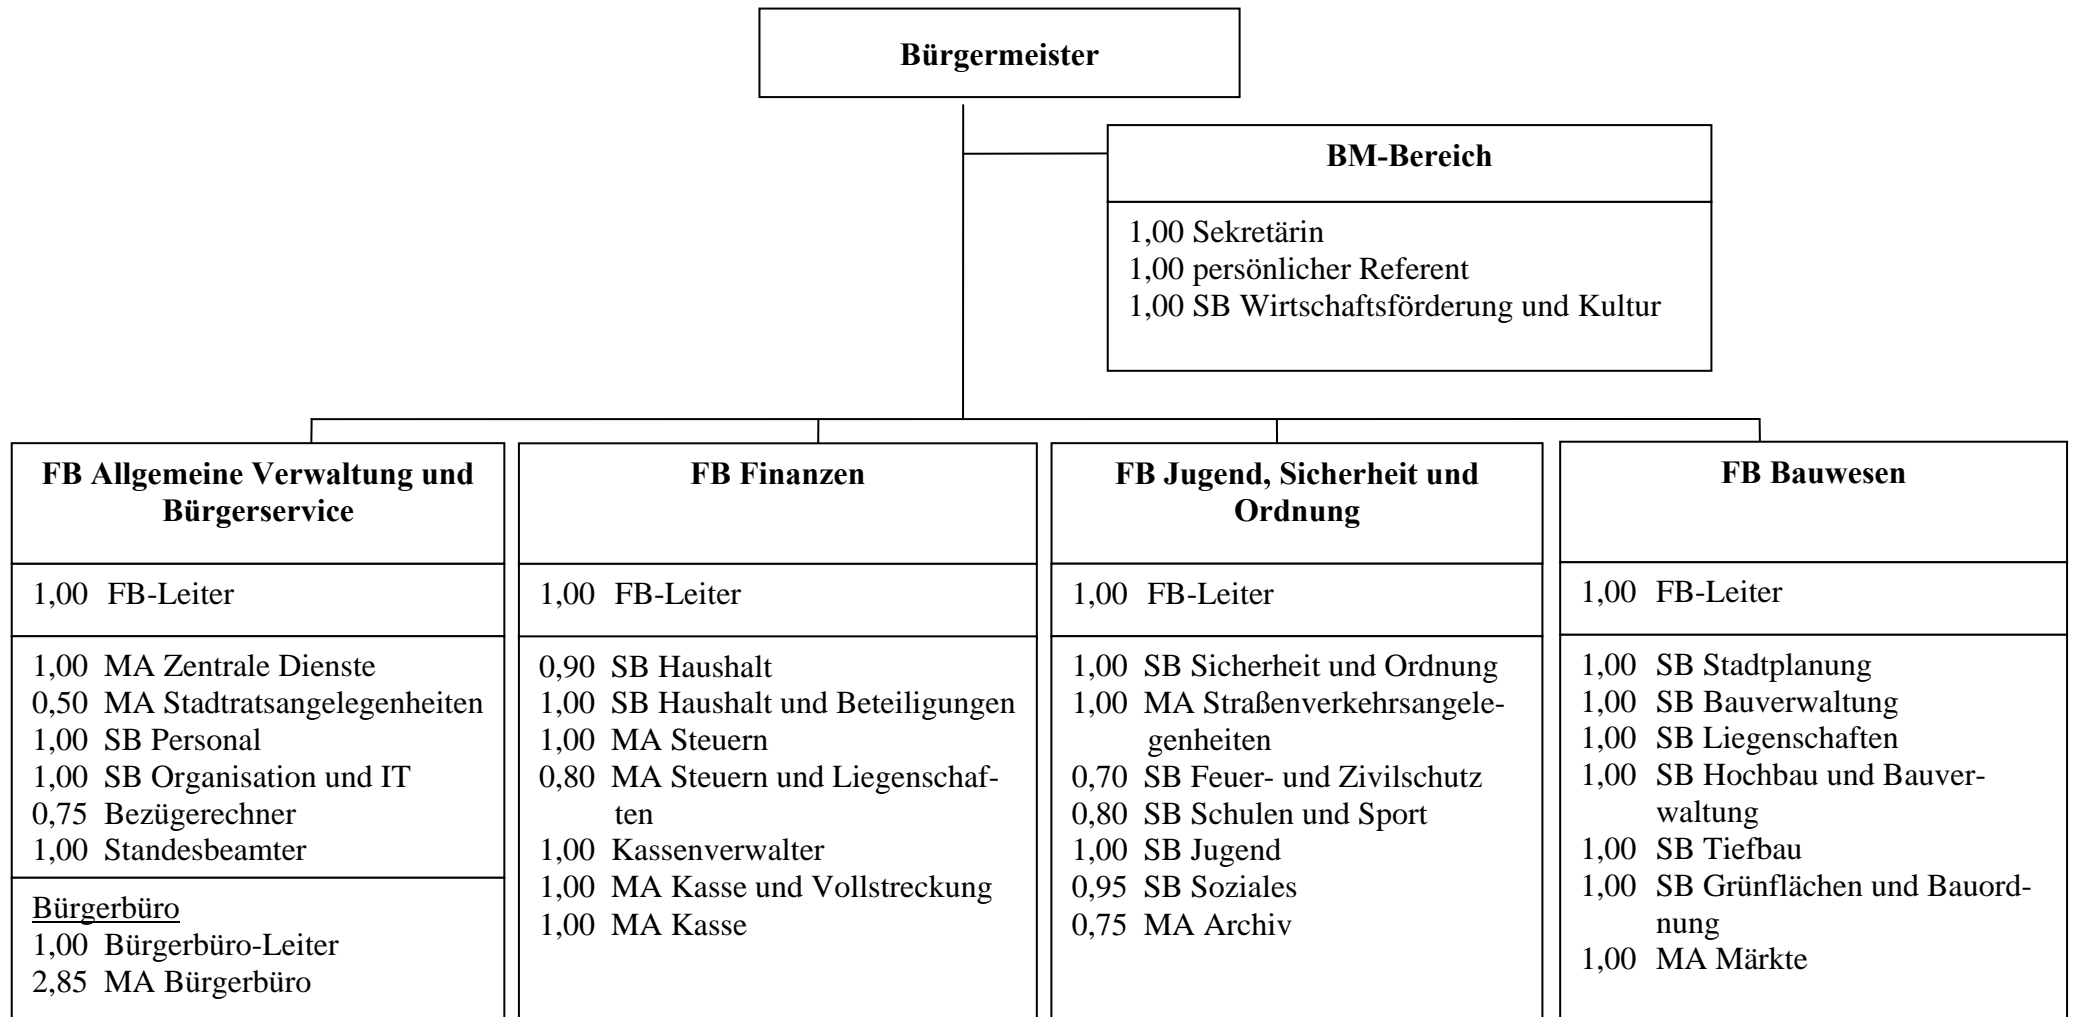 Bürgermeister
BM-Bereich
1,00 Sekretärin
1,00 persönlicher Referent
1,00 SB Wirtschaftsförderung und Kultur
FB Allgemeine Verwaltung und
Bürgerservice
1,00 FB-Leiter
1,00 MA Zentrale Dienste
0,50 MA Stadtratsangelegenheiten
1,00 SB Personal
1,00 SB Organisation und IT
0,75 Bezügerechner
1,00 Standesbeamter
Bürgerbüro
1,00 Bürgerbüro-Leiter
2,85 MA Bürgerbüro
FB Finanzen
1,00 FB-Leiter
0,90 SB Haushalt
1,00 SB Haushalt und Beteiligungen
1,00 MA Steuern
0,80 MA Steuern und Liegenschaf-
ten
1,00 Kassenverwalter
1,00 MA Kasse und Vollstreckung
1,00 MA Kasse
FB Jugend, Sicherheit und
Ordnung
1,00 FB-Leiter
1,00 SB Sicherheit und Ordnung
1,00 MA Straßenverkehrsangele-
genheiten
0,70 SB Feuer- und Zivilschutz
0,80 SB Schulen und Sport
1,00 SB Jugend
0,95 SB Soziales
0,75 MA Archiv
FB Bauwesen
1,00 FB-Leiter
1,00 SB Stadtplanung
1,00 SB Bauverwaltung
1,00 SB Liegenschaften
1,00 SB Hochbau und Bauver-
waltung
1,00 SB Tiefbau
1,00 SB Grünflächen und Bauord-
nung
1,00 MA Märkte